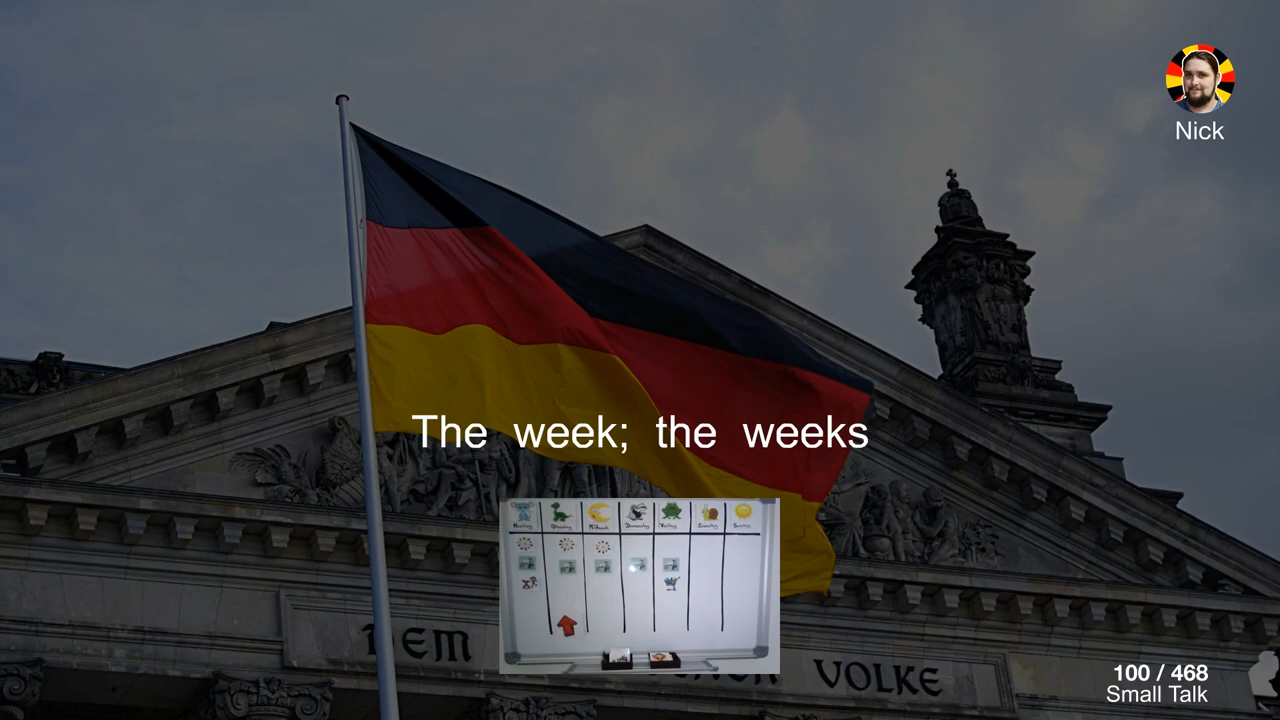 Nick
The week; the weeks
DEM
VOLKE
100 / 468
Small Talk